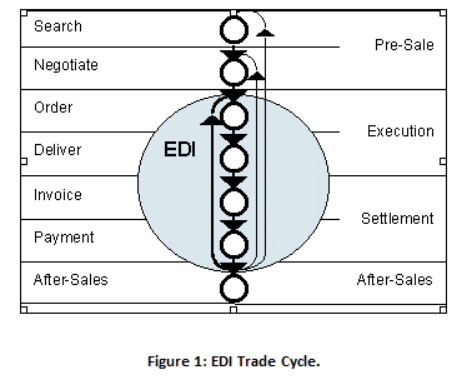 Search
Pre-Sale
Negotiate
Order
Execution
Deliver
EDI
Invoice
Settlement
Payment
After-Sales
After-Sales
Figure 1: EDI Trade Cycle.